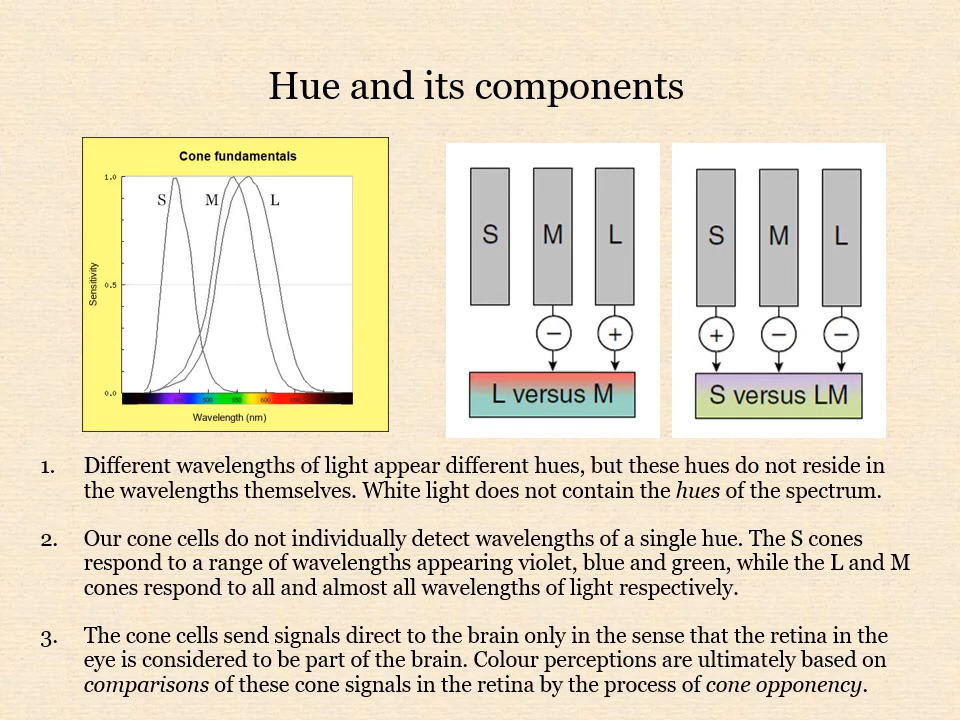 Hue and its components
Cone fundamentals
1.0
S M L
0.5
0.0
Sensitivity
Wavelength (nm)
S M L
− +
L versus M
S M L
+ − −
S versus LM
1. Different wavelengths of light appear different hues, but these hues do not reside in
the wavelengths themselves. White light does not contain the hues of the spectrum.
2. Our cone cells do not individually detect wavelengths of a single hue. The S cones
respond to a range of wavelengths appearing violet, blue and green, while the L and M
cones respond to all and almost all wavelengths of light respectively.
3. The cone cells send signals direct to the brain only in the sense that the retina in the
eye is considered to be part of the brain. Colour perceptions are ultimately based on
comparisons of these cone signals in the retina by the process of cone opponency.